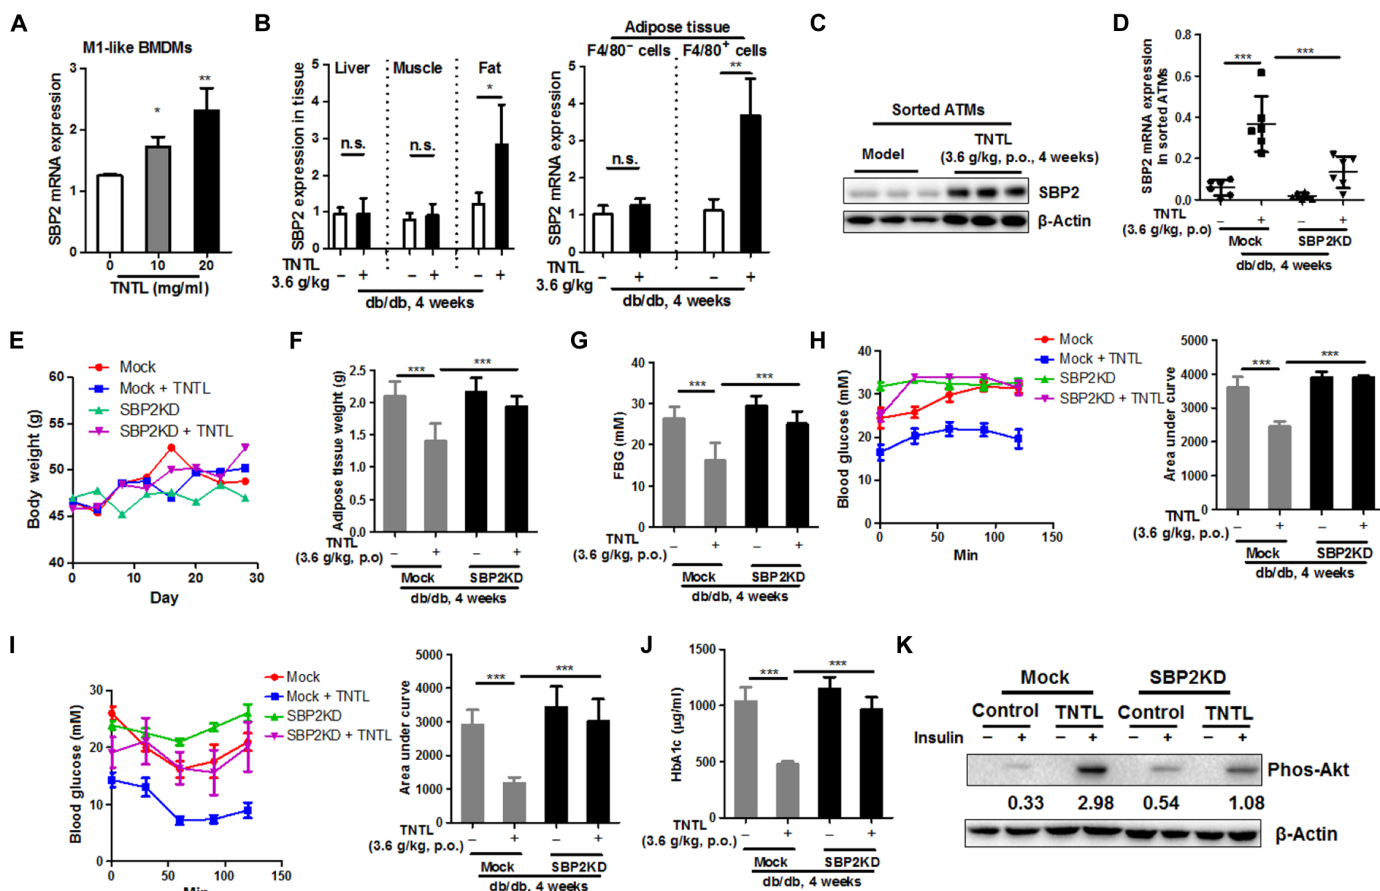 A
M1-like BMDMs
SBP2 mRNA expression
5
4
3
2
1
0
*
**
0 10 20
TNTL (mg/ml)
B
SBP2 expression in tissue
5
4
3
2
1
0
Liver Muscle Fat
n.s. n.s. *
TNTL
3.6 g/kg
– + – + – +
db/db, 4 weeks
Adipose tissue
F4/80− cells F4/80+ cells
SBP2 mRNA expression
5
4
3
2
1
0
n.s. **
TNTL
3.6 g/kg
– + – +
db/db, 4 weeks
C
Sorted ATMs
Model
TNTL
(3.6 g/kg, p.o., 4 weeks)
SBP2
β-Actin
D
SBP2 mRNA expression
In sorted ATMs
0.8
0.6
0.4
0.2
0.0
*** ***
TNTL
(3.6 g/kg, p.o)
– + – +
Mock SBP2KD
db/db, 4 weeks
E
Mock
Mock + TNTL
SBP2KD
SBP2KD + TNTL
Body weight (g)
60
55
50
45
40
0 10 20 30
Day
F
Adipose tissue weight (g)
2.5
2.0
1.5
1.0
0.5
0.0
*** ***
TNTL
(3.6 g/kg, p.o)
– + – +
Mock SBP2KD
db/db, 4 weeks
G
FBG (mM)
40
30
20
10
0
*** ***
TNTL
(3.6 g/kg, p.o.)
– + – +
Mock SBP2KD
db/db, 4 weeks
H
Mock
Mock + TNTL
SBP2KD
SBP2KD + TNTL
Blood glucose (mM)
40
30
20
10
0
0 50 100 150
Min
Area under curve
5000
4000
3000
2000
1000
0
*** ***
TNTL
(3.6 g/kg, p.o.)
– + – +
Mock SBP2KD
db/db, 4 weeks
I
Mock
Mock + TNTL
SBP2KD
SBP2KD + TNTL
Blood glucose (mM)
30
20
10
0
0 50 100 150
Min
Area under curve
5000
4000
3000
2000
1000
0
*** ***
TNTL
(3.6 g/kg, p.o.)
– + – +
Mock SBP2KD
db/db, 4 weeks
J
HbA1c (μg/ml)
1500
1000
500
0
*** ***
TNTL
(3.6 g/kg, p.o.)
– + – +
Mock SBP2KD
db/db, 4 weeks
K
Mock SBP2KD
Control TNTL Control TNTL
Insulin – + – + – + – +
Phos-Akt
0.33 2.98 0.54 1.08
β-Actin